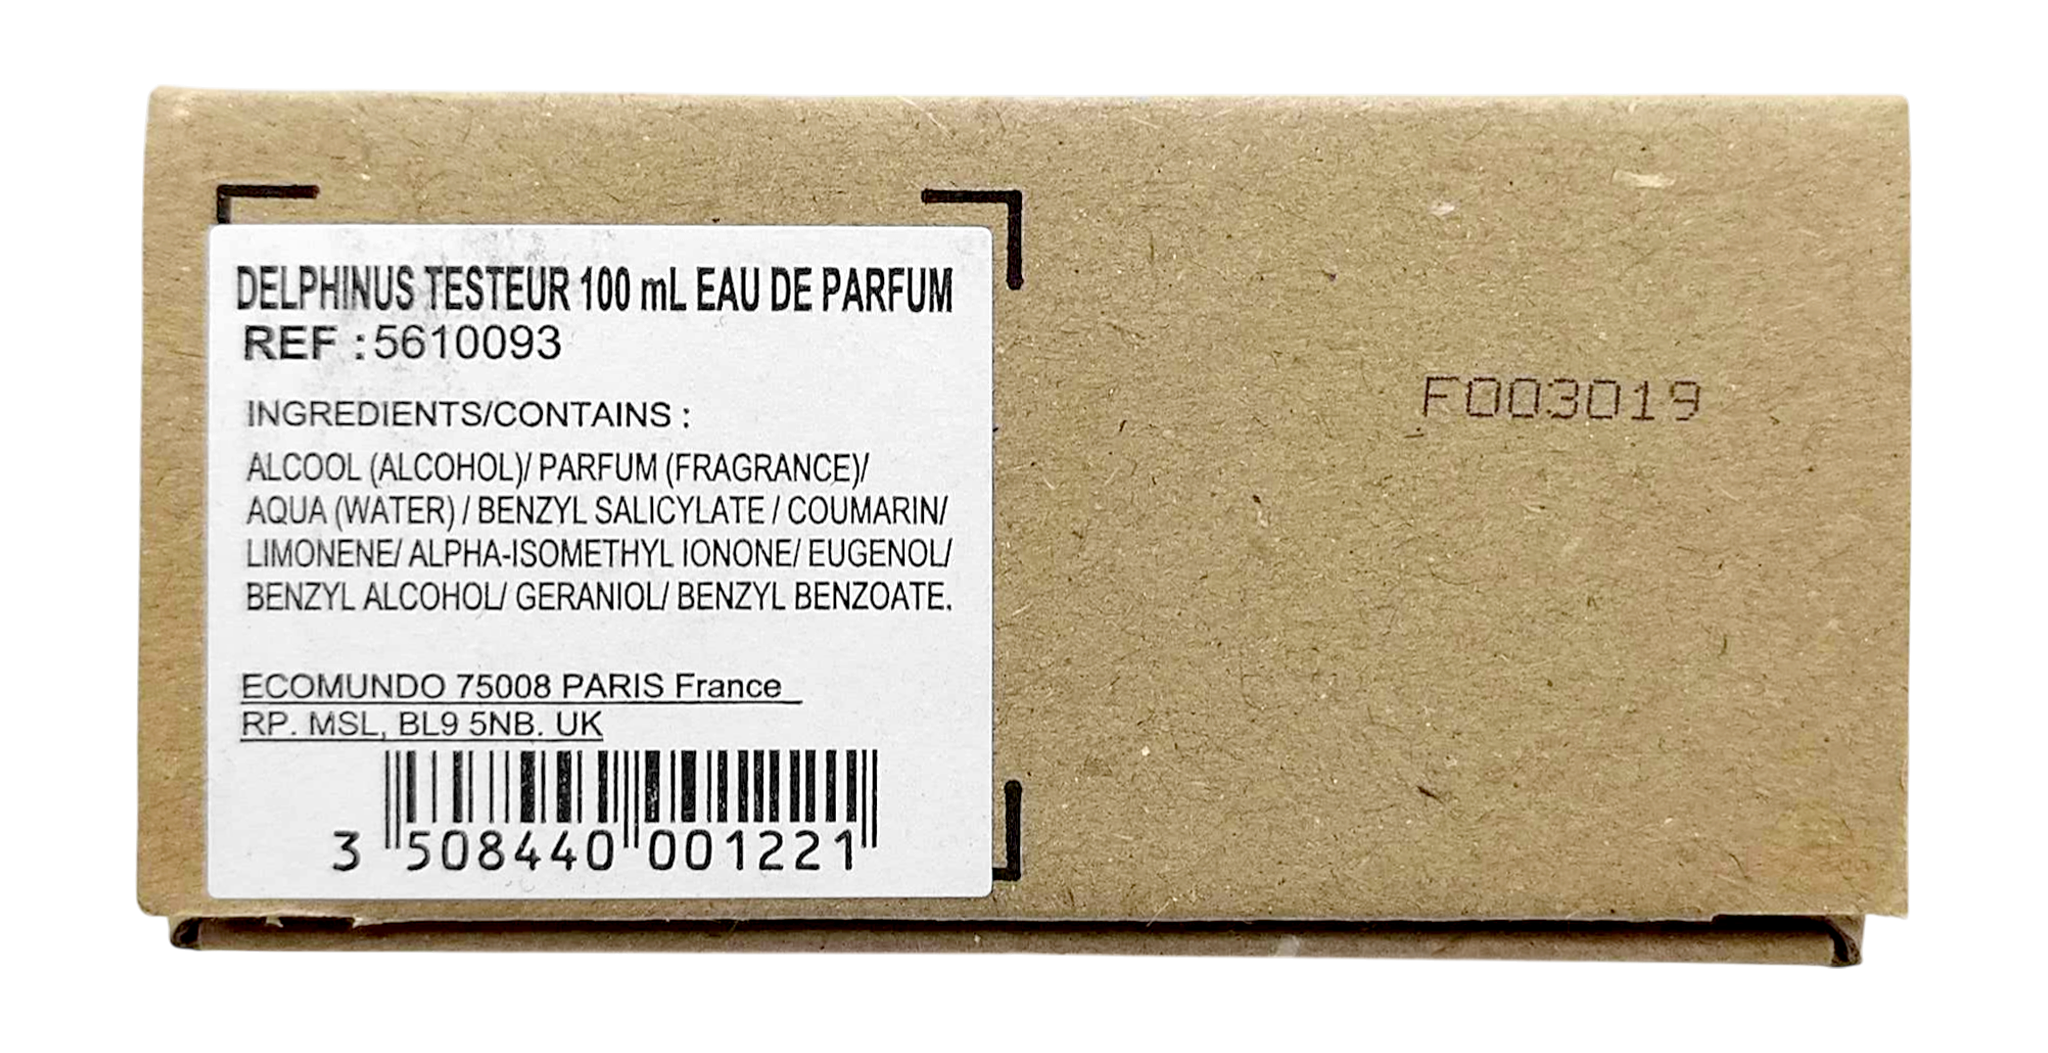 DELPHINUS TESTEUR 100 mL EAU DE PARFUM
REF :5610093
INGREDIENTS/CONTAINS :
ALCOOL (ALCOHOL)/ PARFUM (FRAGRANCE)/
AQUA (WATER) / BENZYL SALICYLATE / COUMARIN/
LIMONENE/ ALPHA-ISOMETHYL IONONE/ EUGENOL/
BENZYL ALCOHOL/ GERANIOL/ BENZYL BENZOATE.
ECOMUNDO 75008 PARIS France
RP. MSL, BL9 5NB. UK
3 508440 001221
F003019